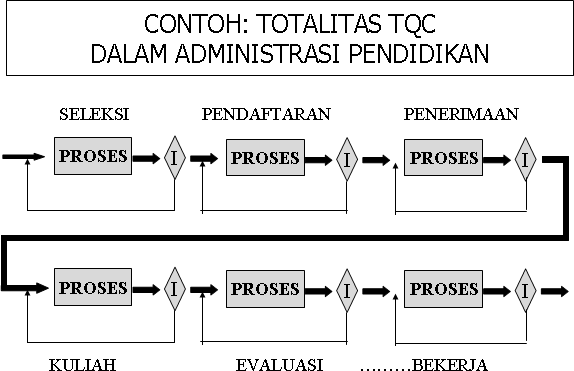 CONTOH: TOTALITAS TQC
DALAM ADMINISTRASI PENDIDIKAN
SELEKSI PENDAFTARAN PENERIMAAN
PROSES I PROSES I PROSES I
PROSES I PROSES I PROSES I
KULIAH EVALUASI ………BEKERJA